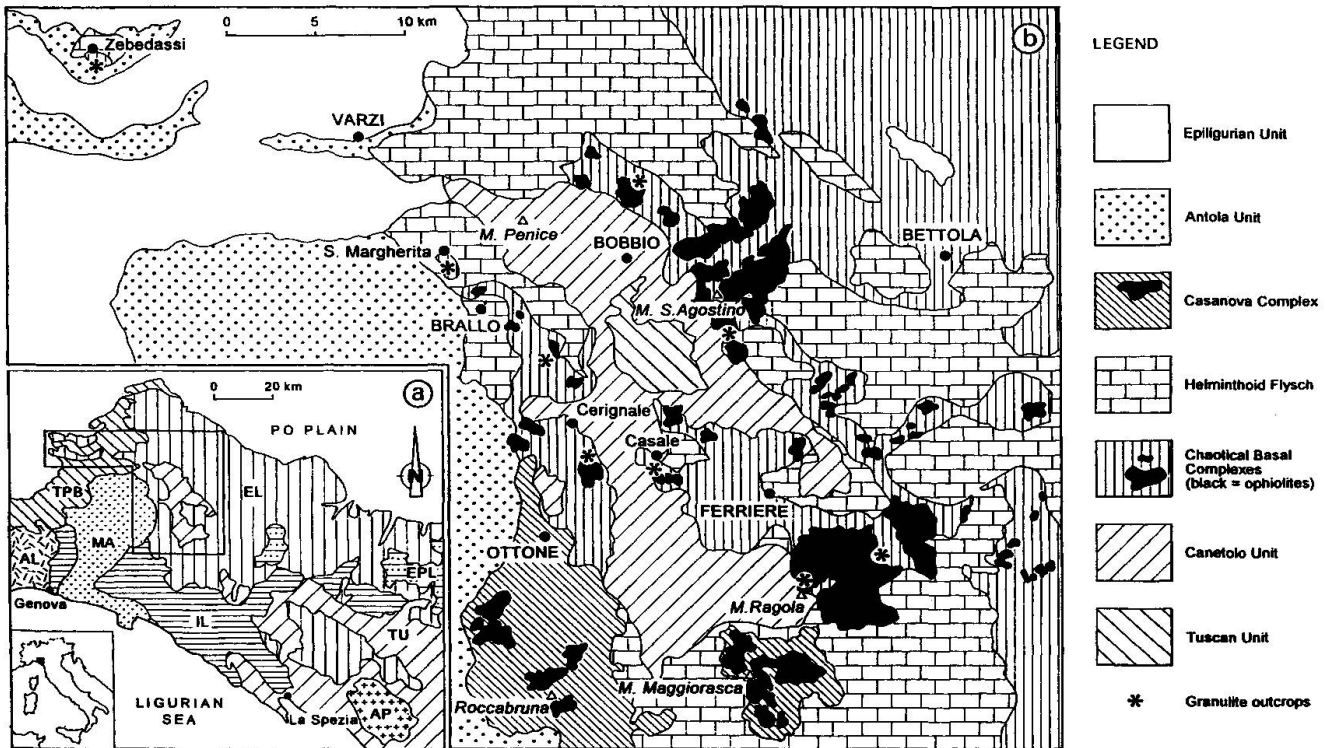 0 5 10 km
b
Zebedassi
VARZI
M. Penice
BOBBIO
BETTOLA
S. Margherita
M. S.Agostino
BRALLO
Cerignale
Casale
FERRIERE
OTTONE
M.Ragola
M. Maggiorasca
Roccabruna
0 20 km
a
PO PLAIN
N
TPB
EL
MA
AL
EPL
Genova
IL
TU
LIGURIAN
SEA
La Spezia
AP
LEGEND
Epiligurian Unit
Antola Unit
Casanova Complex
Helminthoid Flysch
Chaotical Basal
Complexes
(black = ophiolites)
Canetolo Unit
Tuscan Unit
* Granulite outcrops